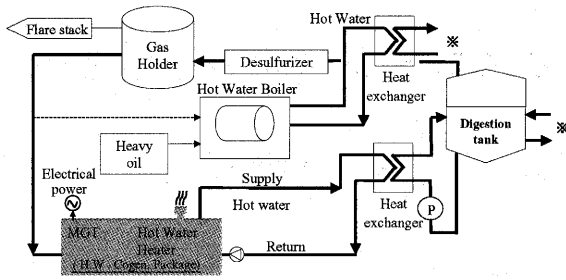 Flare stack
Gas
Holder
Hot Water
※
Desulfurizer
Heat
exchanger
Hot Water Boiler
Digestion
tank
※
Heavy
oil
Electrical
power
Supply
Hot water
Heat
exchanger
P
MGT
Hot Water
Heater
( H.W - Cogen. Package)
Return